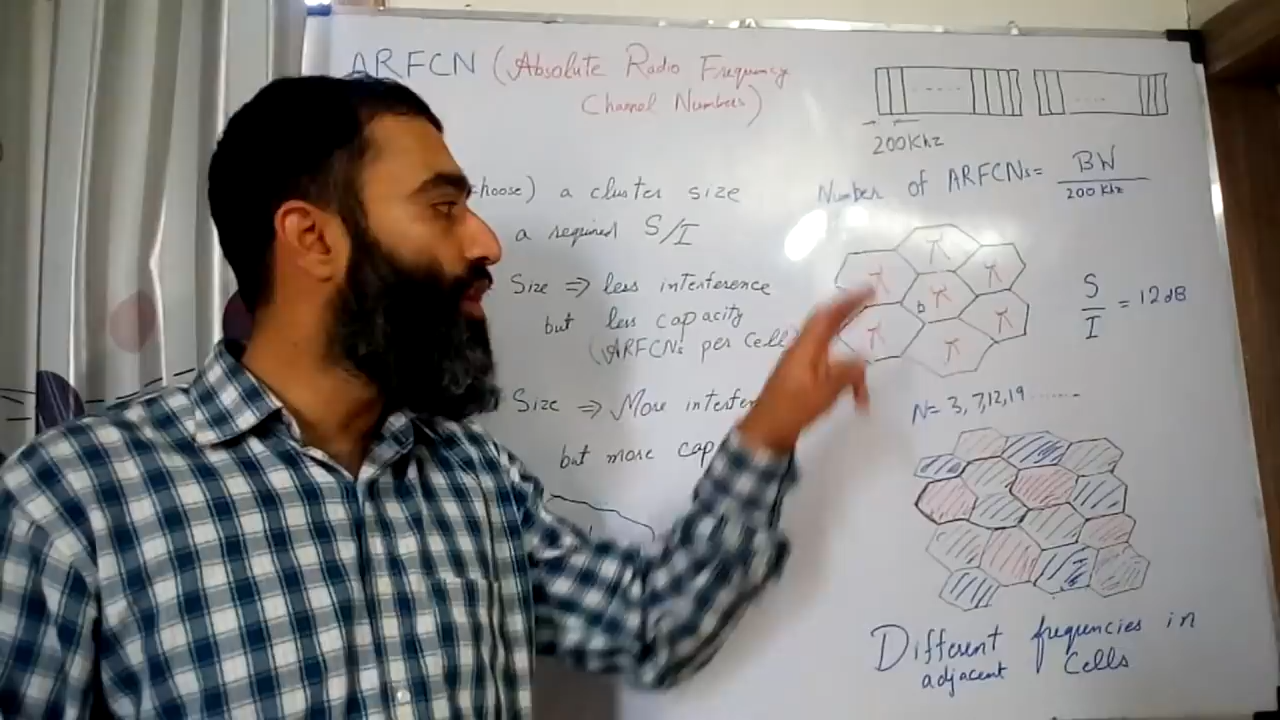 ARFCN (Absolute Radio Frequency
Channel Numbers)
choose) a cluster size
a required S/I
Size ⇒ less interference
but less capacity
(ARFCNs per Cell
Size ⇒ More interfer
but more cap
200Khz
Number of ARFCNs = BW
200 Khz
b
S
I
= 12dB
N= 3, 7, 12, 19 ........
Different frequencies in
adjacent Cells